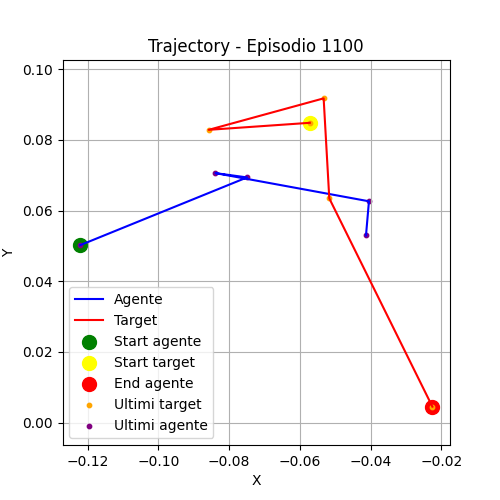 Trajectory - Episodio 1100
0.10
0.08
0.06
0.04
0.02
0.00
Y
Agente
Target
Start agente
Start target
End agente
Ultimi target
Ultimi agente
−0.12 −0.10 −0.08 −0.06 −0.04 −0.02
X